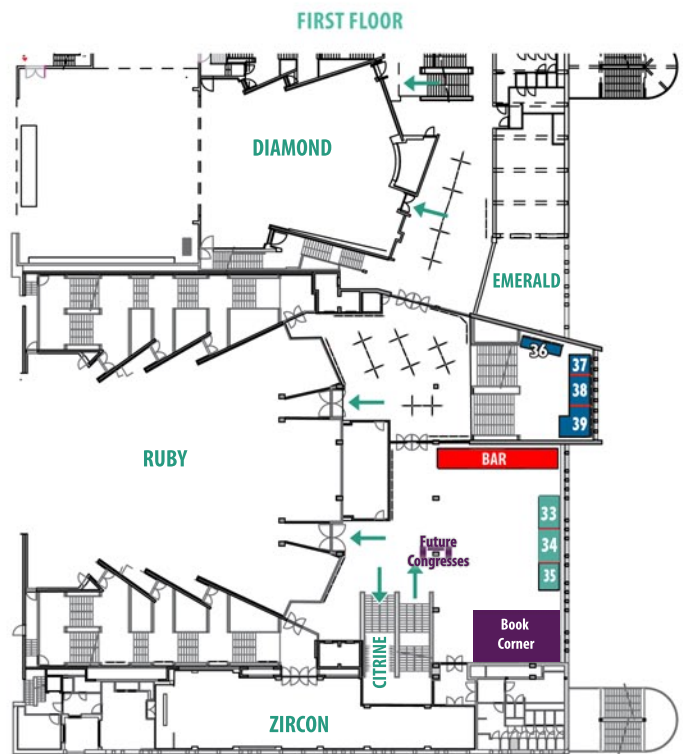 FIRST FLOOR
DIAMOND
EMERALD
36
37
38
39
RUBY
BAR
33
34
35
Future
Congresses
Book
Corner
CITRINE
ZIRCON